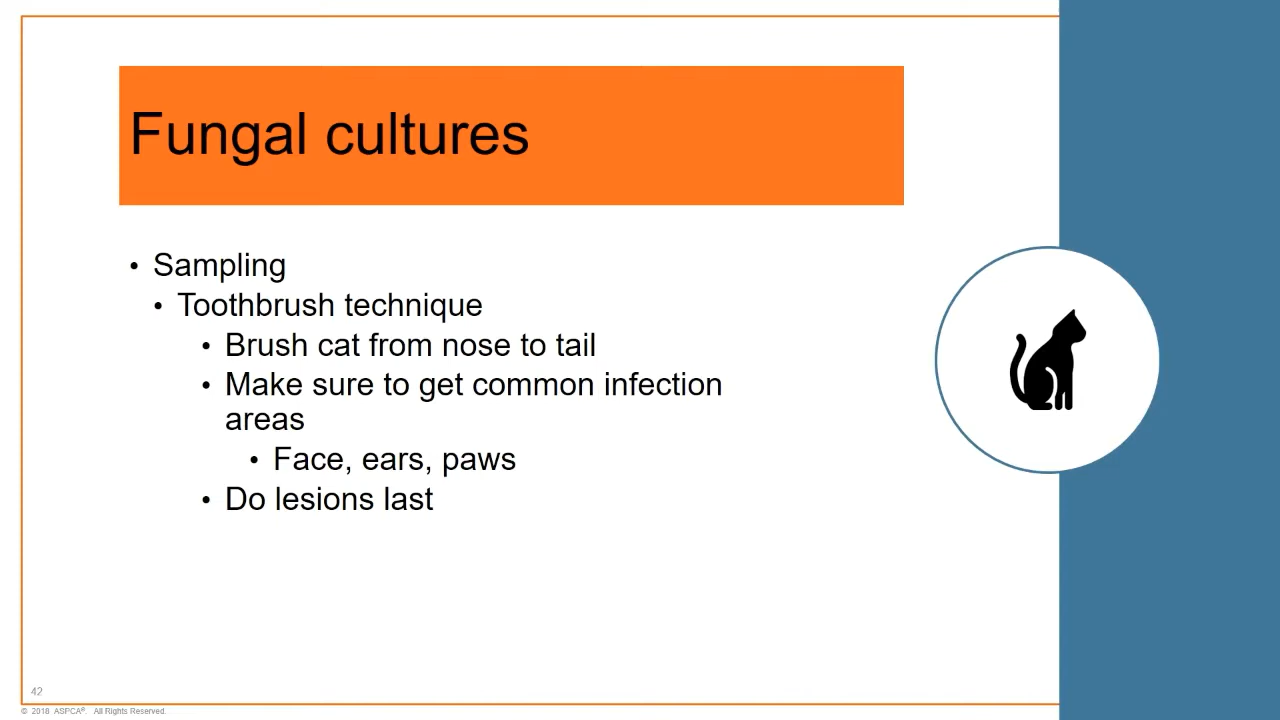 Fungal cultures
• Sampling
• Toothbrush technique
• Brush cat from nose to tail
• Make sure to get common infection
areas
• Face, ears, paws
• Do lesions last
42
© 2018 ASPCA®. All Rights Reserved.